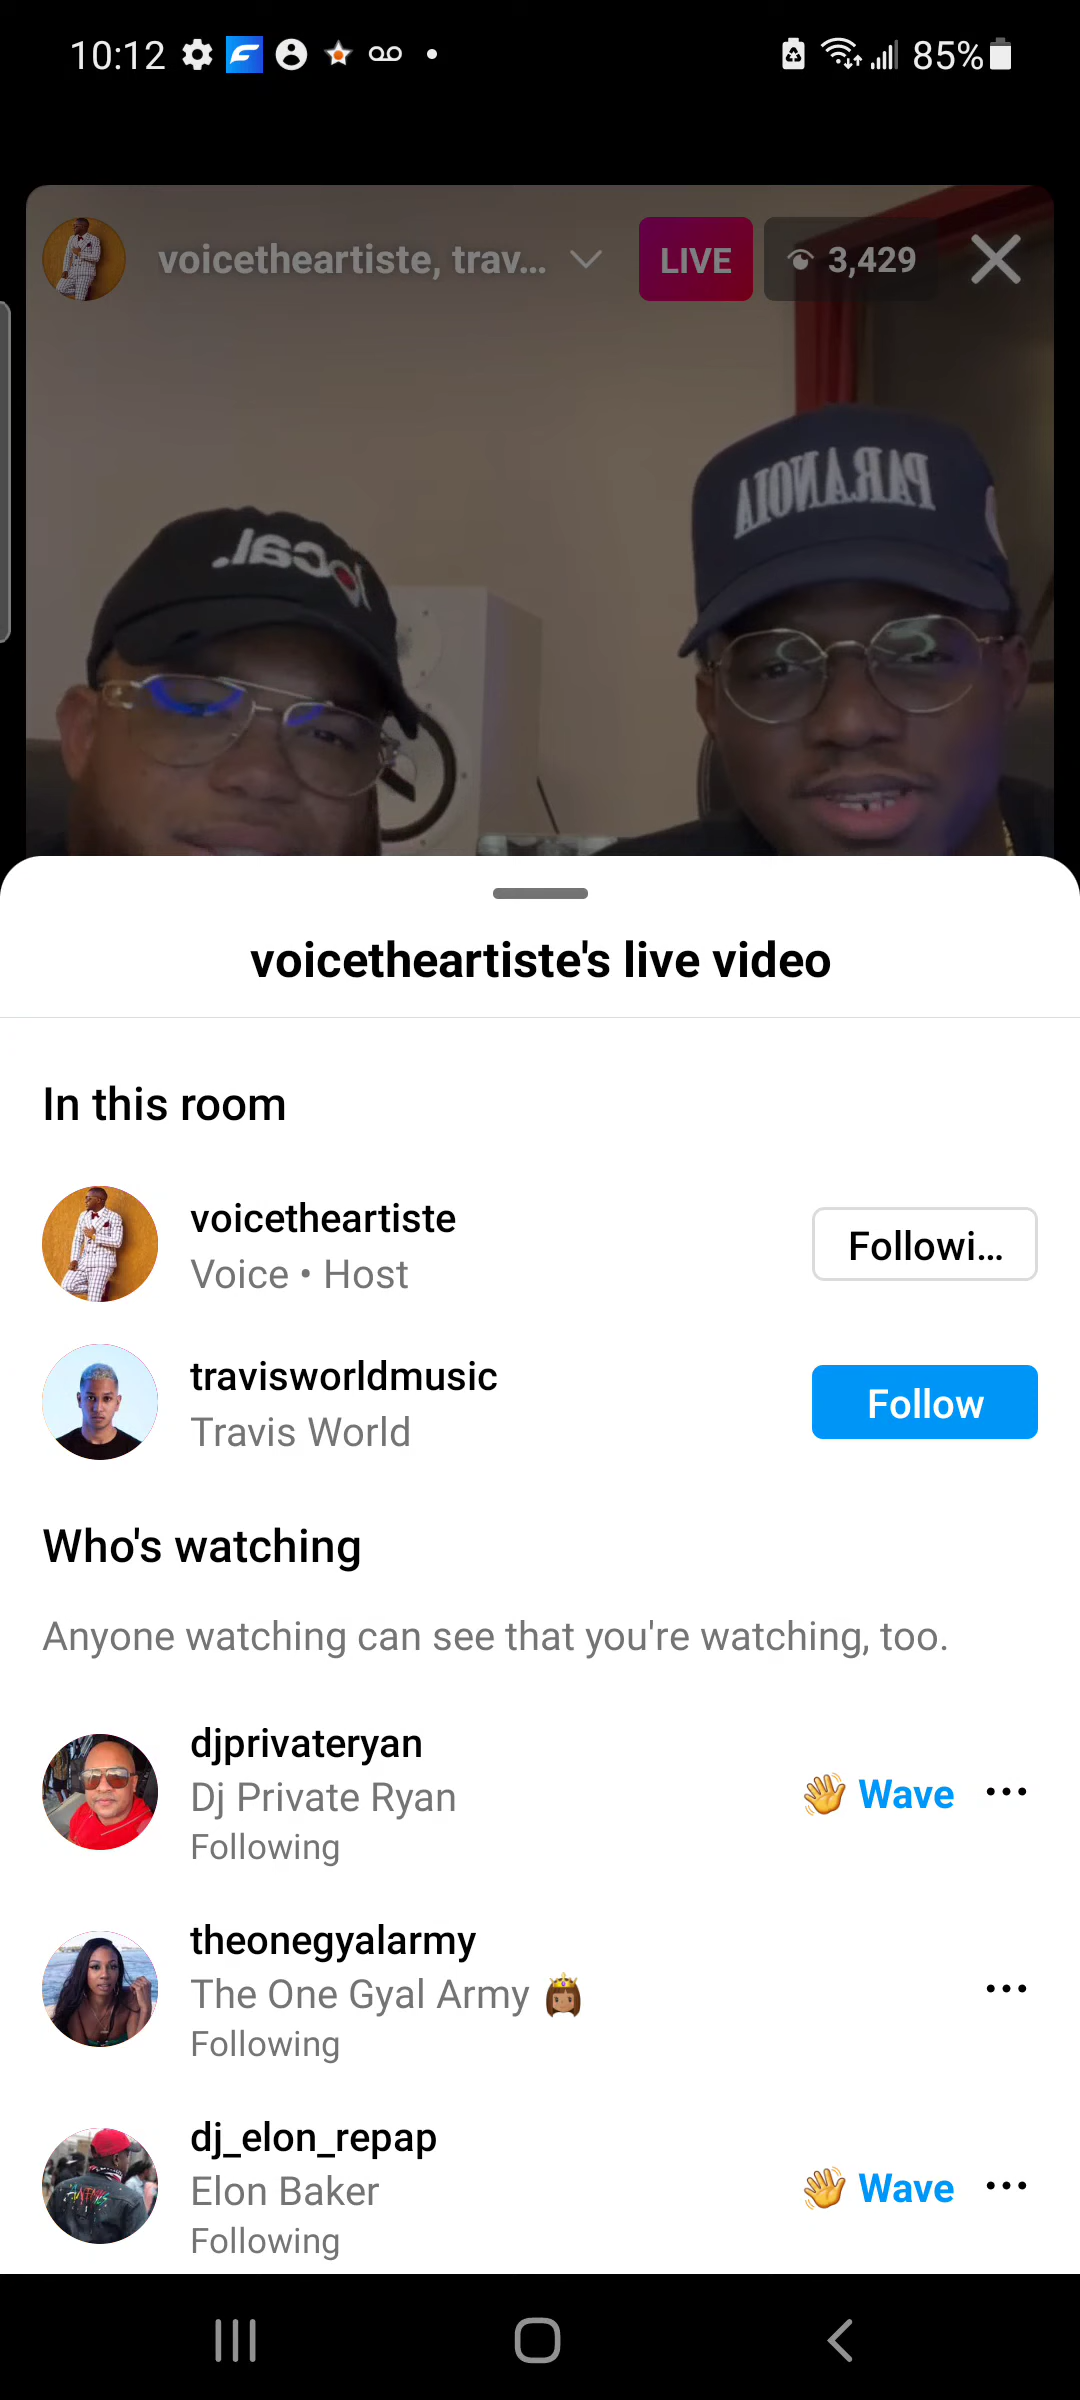 10:12
85%
voicetheartiste, trav...
LIVE
3,429
PARANOIA
local.
voicetheartiste's live video
In this room
voicetheartiste
Followi...
Voice • Host
travisworldmusic
Follow
Travis World
Who's watching
Anyone watching can see that you're watching, too.
djprivateryan
Dj Private Ryan
👋 Wave
Following
theonegyalarmy
The One Gyal Army 👸🏽
Following
dj_elon_repap
Elon Baker
👋 Wave
Following